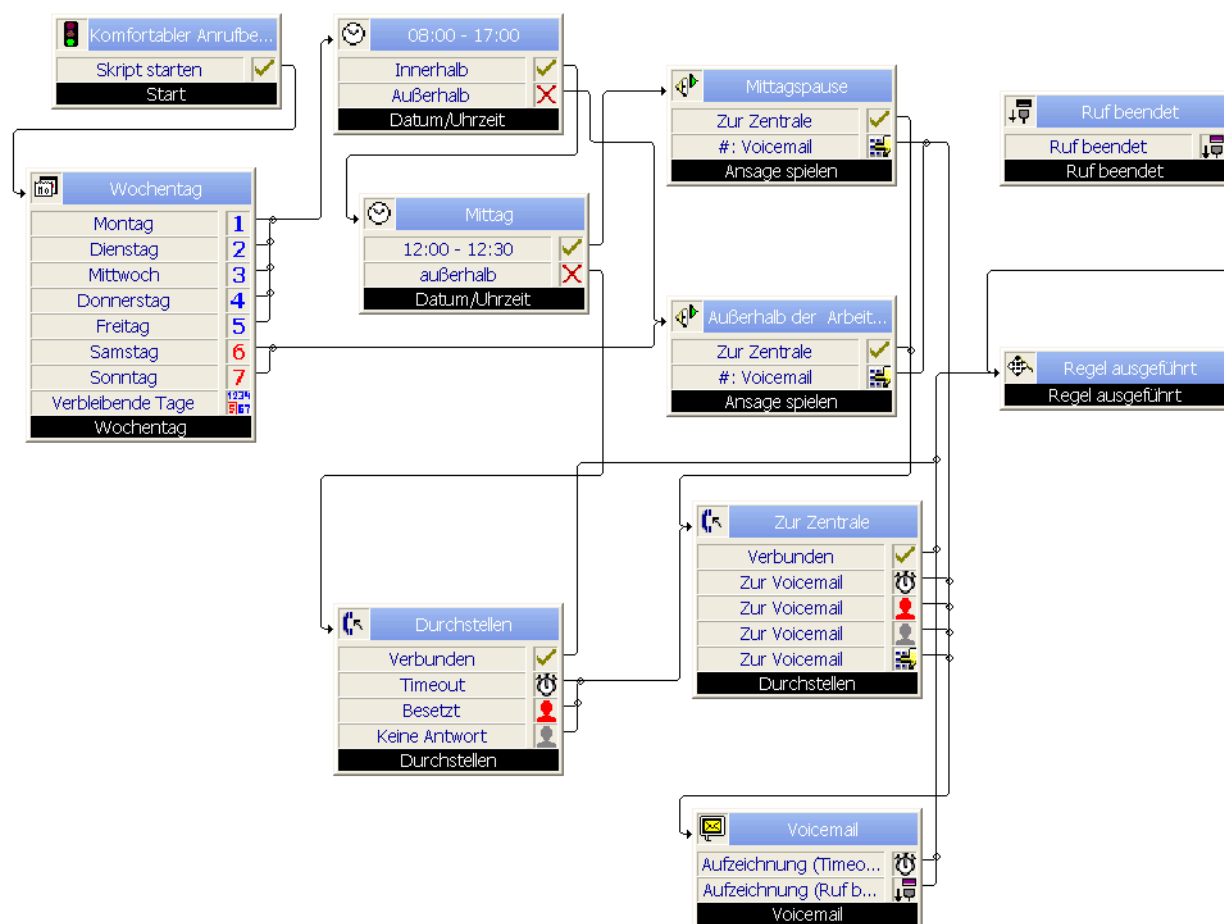 Komfortabler Anrufbe...
Skript starten
Start
08:00 - 17:00
Innerhalb
Außerhalb
Datum/Uhrzeit
Mittagspause
Zur Zentrale
#: Voicemail
Ansage spielen
Ruf beendet
Ruf beendet
Ruf beendet
Wochentag
Montag 1
Dienstag 2
Mittwoch 3
Donnerstag 4
Freitag 5
Samstag 6
Sonntag 7
Verbleibende Tage 1234 5 67
Wochentag
Mittag
12:00 - 12:30
außerhalb
Datum/Uhrzeit
Außerhalb der Arbeit...
Zur Zentrale
#: Voicemail
Ansage spielen
Regel ausgeführt
Regel ausgeführt
Zur Zentrale
Verbunden
Zur Voicemail
Zur Voicemail
Zur Voicemail
Zur Voicemail
Durchstellen
Durchstellen
Verbunden
Timeout
Besetzt
Keine Antwort
Durchstellen
Voicemail
Aufzeichnung (Timeo...
Aufzeichnung (Ruf b...
Voicemail